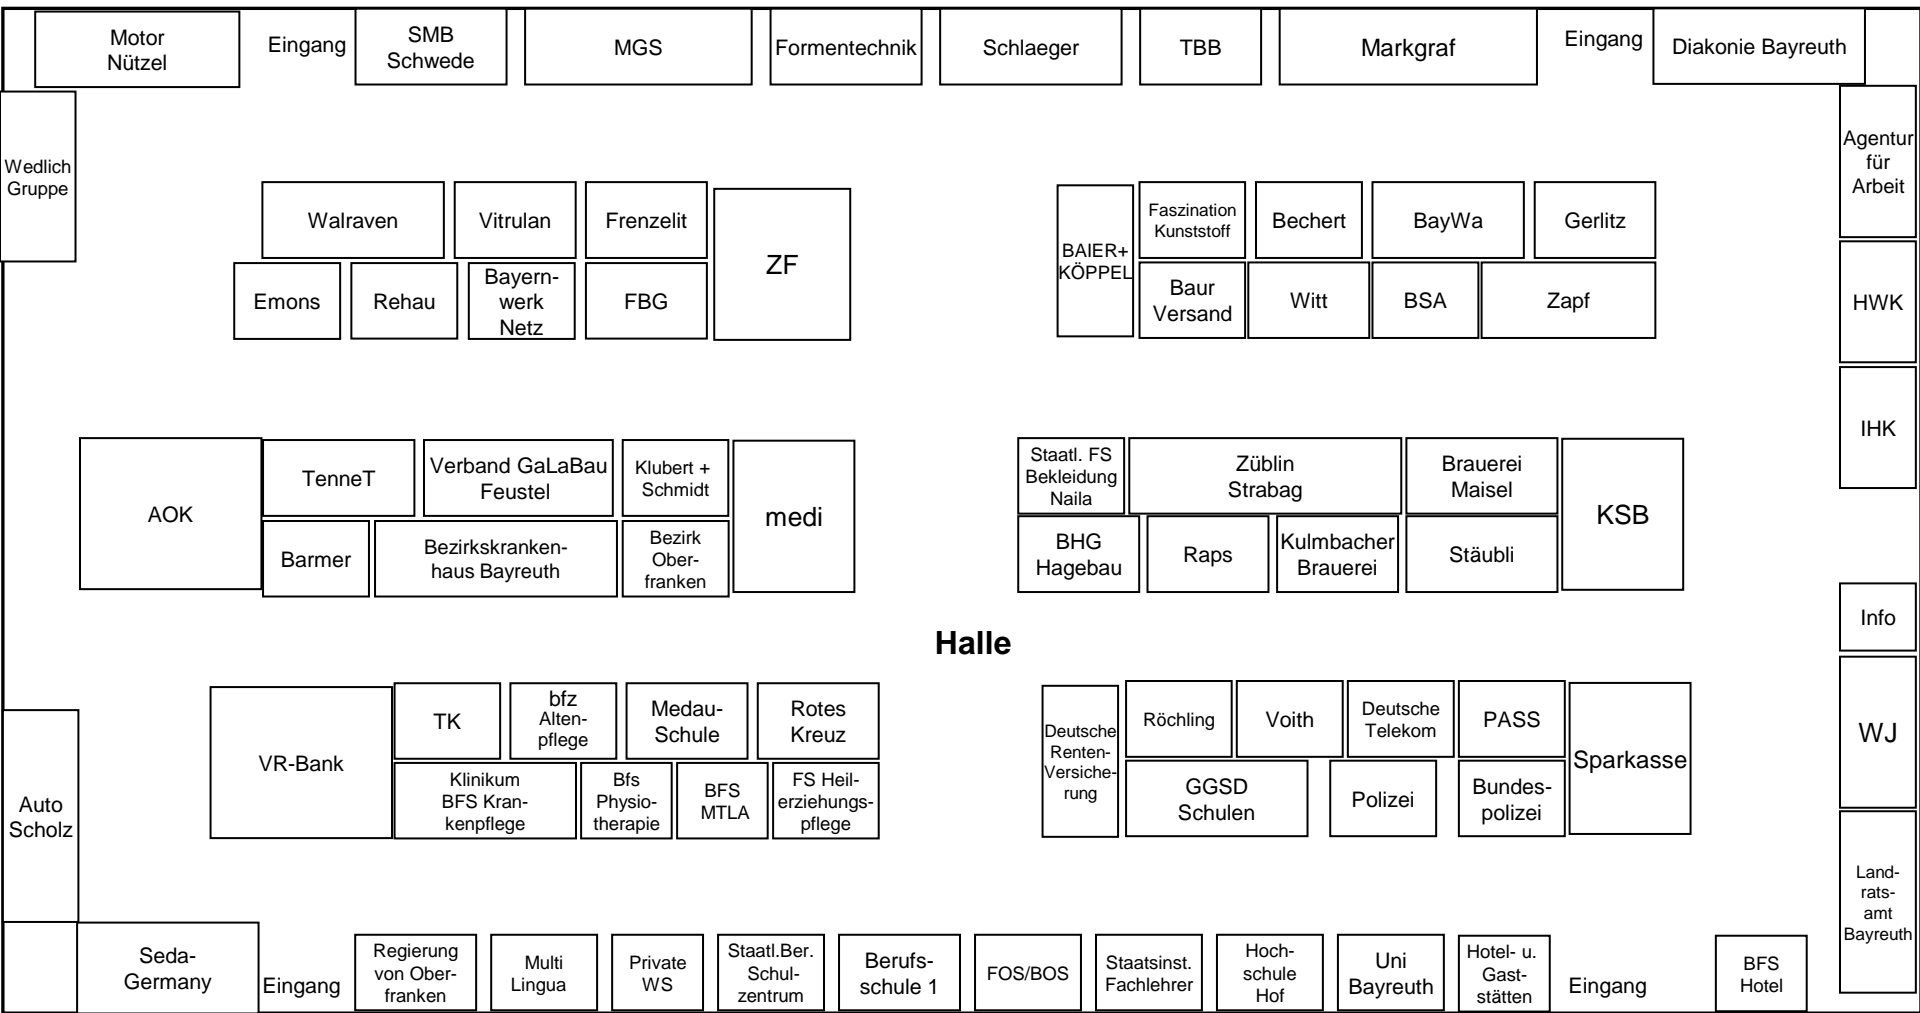 Motor
Nützel
Eingang
SMB
Schwede
MGS
Formentechnik
Schlaeger
TBB
Markgraf
Eingang
Diakonie Bayreuth
Wedlich
Gruppe
Agentur
für
Arbeit
Walraven
Vitrulan
Frenzelit
ZF
Emons
Rehau
Bayern-
werk
Netz
FBG
BAIER+
KÖPPEL
Faszination
Kunststoff
Bechert
BayWa
Gerlitz
Baur
Versand
Witt
BSA
Zapf
HWK
IHK
AOK
TenneT
Verband GaLaBau
Feustel
Klubert +
Schmidt
medi
Barmer
Bezirkskranken-
haus Bayreuth
Bezirk
Ober-
franken
Staatl. FS
Bekleidung
Naila
Züblin
Strabag
Brauerei
Maisel
KSB
BHG
Hagebau
Raps
Kulmbacher
Brauerei
Stäubli
Info
Halle
VR-Bank
TK
bfz
Alten-
pflege
Medau-
Schule
Rotes
Kreuz
Klinikum
BFS Kran-
kenpflege
Bfs
Physio-
therapie
BFS
MTLA
FS Heil-
erziehungs-
pflege
Deutsche
Renten-
Versiche-
rung
Röchling
Voith
Deutsche
Telekom
PASS
Sparkasse
GGSD
Schulen
Polizei
Bundes-
polizei
WJ
Auto
Scholz
Land-
rats-
amt
Bayreuth
Seda-
Germany
Eingang
Regierung
von Ober-
franken
Multi
Lingua
Private
WS
Staatl.Ber.
Schul-
zentrum
Berufs-
schule 1
FOS/BOS
Staatsinst.
Fachlehrer
Hoch-
schule
Hof
Uni
Bayreuth
Hotel- u.
Gast-
stätten
Eingang
BFS
Hotel